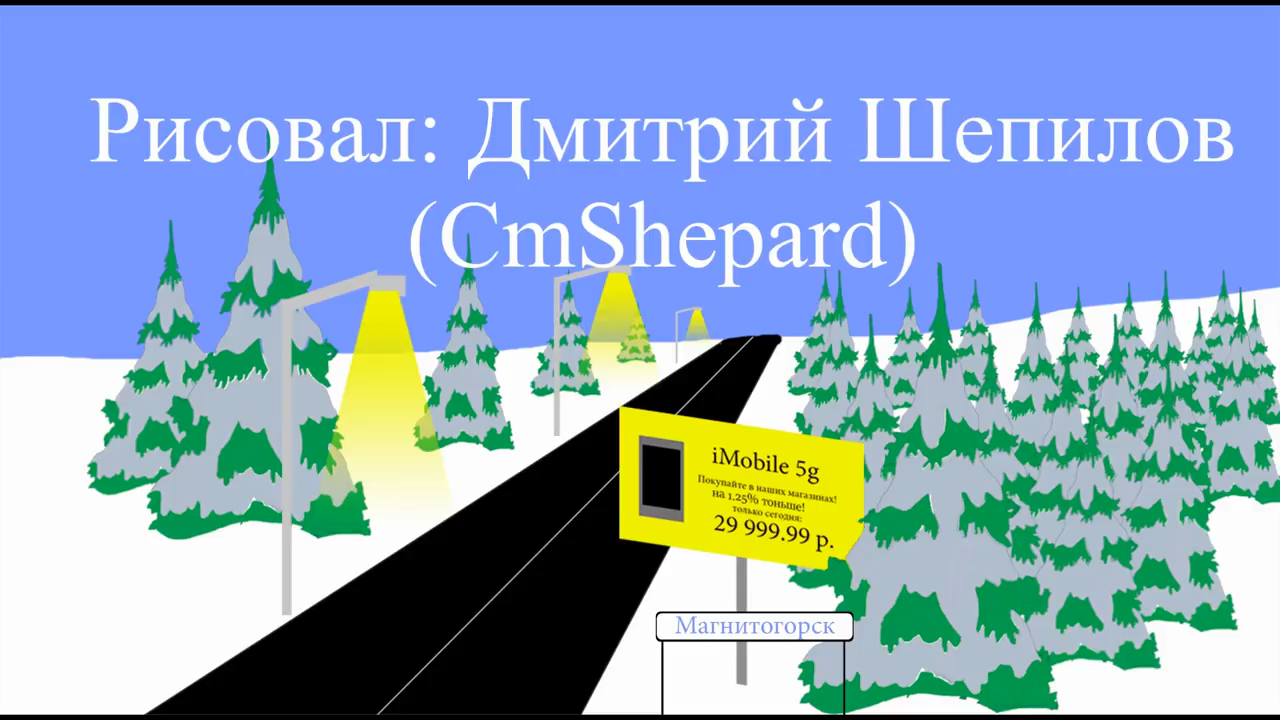 Рисовал: Дмитрий Шепилов
(CmShepard)
iMobile 5g
Покупайте в наших магазинах!
на 1.25% тоньше!
только сегодня:
29 999.99 р.
Магнитогорск